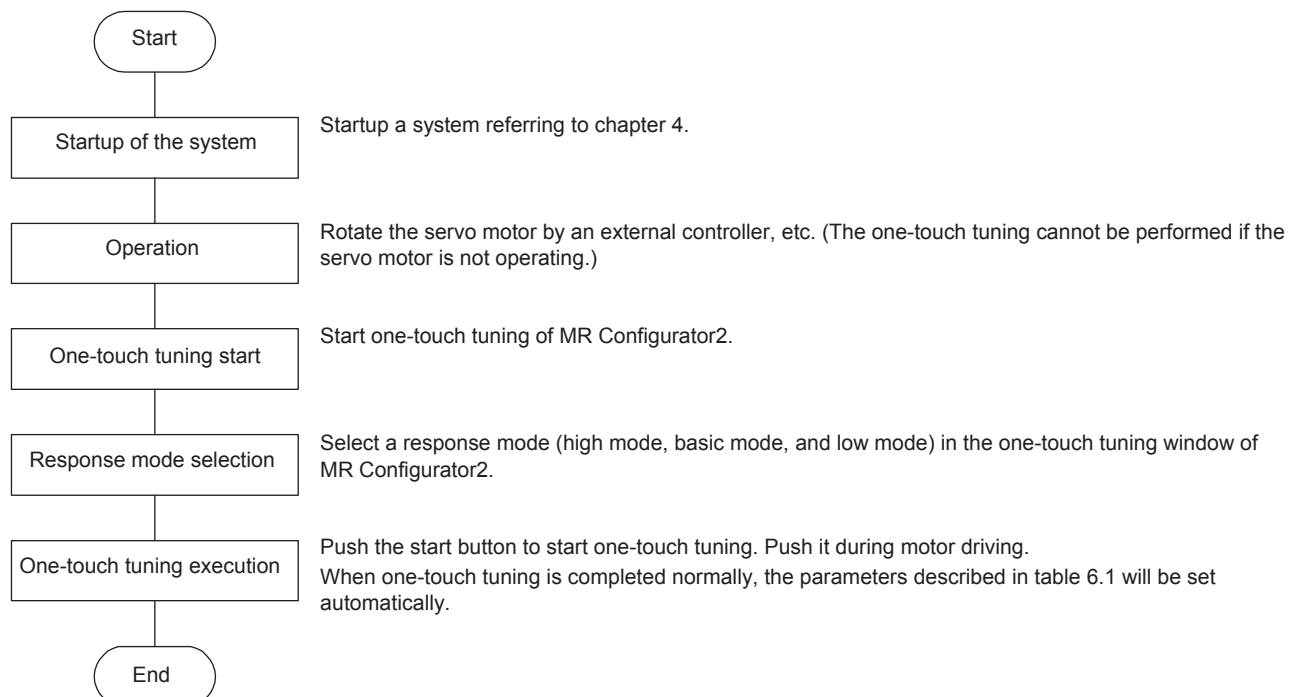 Start
Startup of the system
Startup a system referring to chapter 4.
Operation
Rotate the servo motor by an external controller, etc. (The one-touch tuning cannot be performed if the
servo motor is not operating.)
One-touch tuning start
Start one-touch tuning of MR Configurator2.
Response mode selection
Select a response mode (high mode, basic mode, and low mode) in the one-touch tuning window of
MR Configurator2.
One-touch tuning execution
Push the start button to start one-touch tuning. Push it during motor driving.
When one-touch tuning is completed normally, the parameters described in table 6.1 will be set
automatically.
End